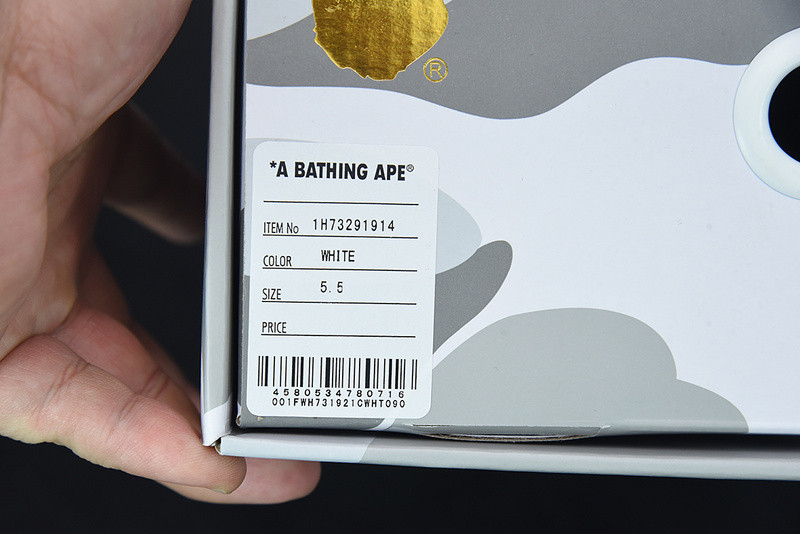 ®
*A BATHING APE®
ITEM No 1H73291914
COLOR WHITE
SIZE 5.5
PRICE
4580534780716
001FWH731921CWHT090